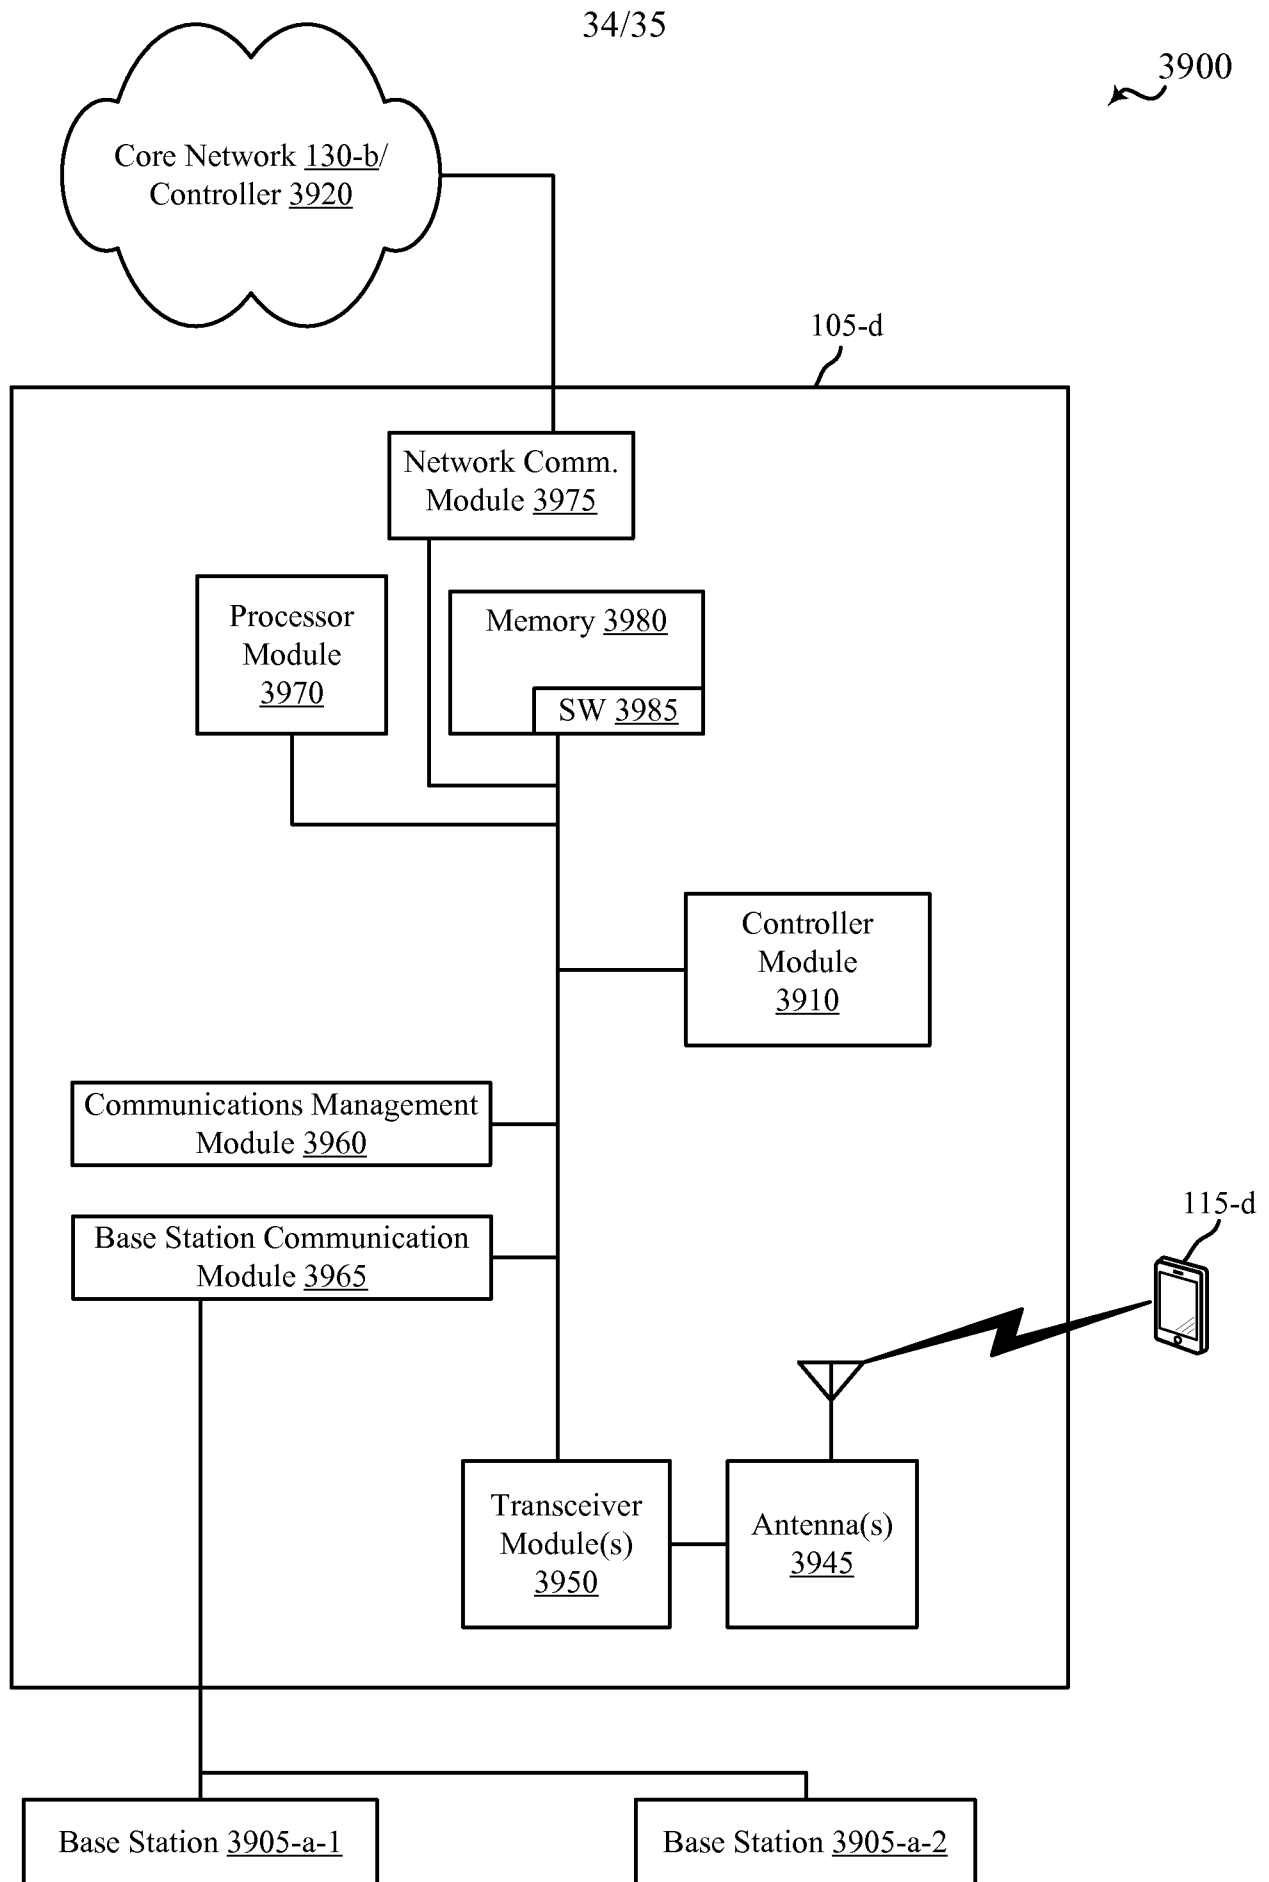 34/35
3900
Core Network 130-b/
Controller 3920
105-d
Network Comm.
Module 3975
Processor
Module
3970
Memory 3980
SW 3985
Controller
Module
3910
Communications Management
Module 3960
Base Station Communication
Module 3965
115-d
Transceiver
Module(s)
3950
Antenna(s)
3945
Base Station 3905-a-1
Base Station 3905-a-2